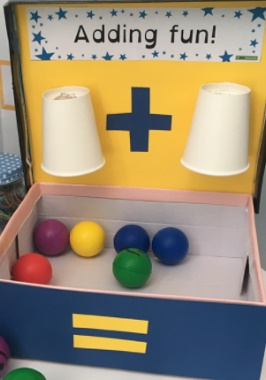 Adding fun!
+
=